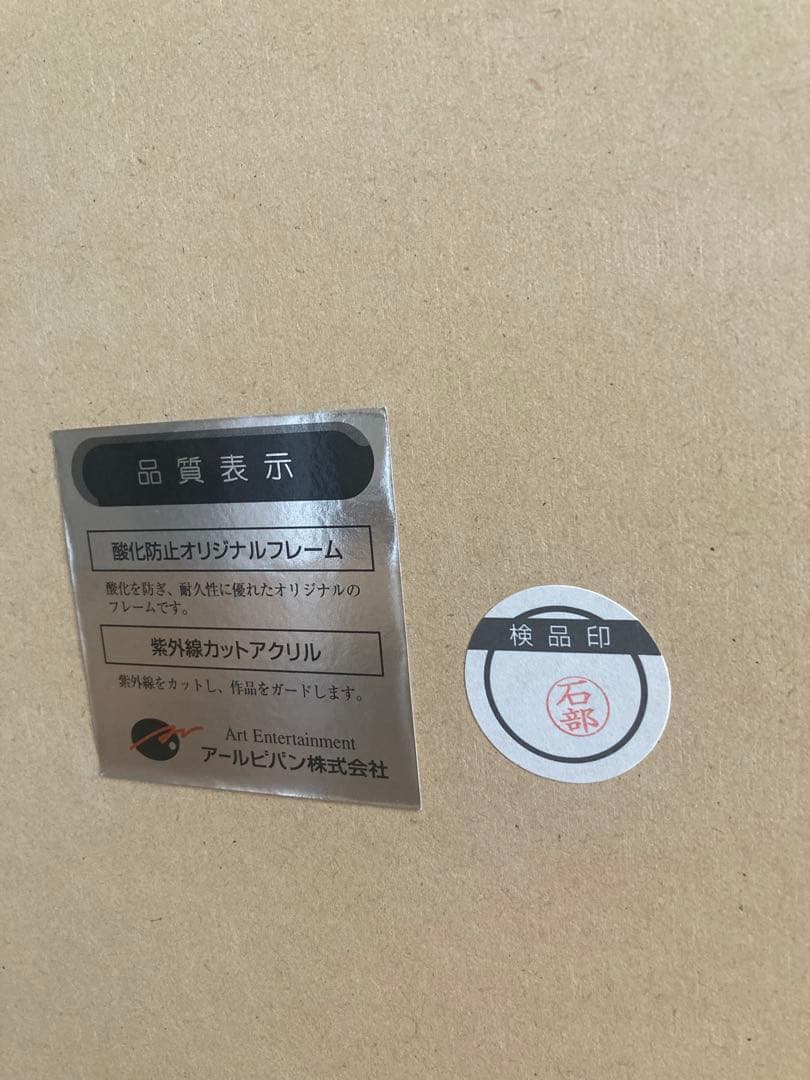 品質表示
酸化防止オリジナルフレーム
酸化を防ぎ、耐久性に優れたオリジナルの
フレームです。
紫外線カットアクリル
紫外線をカットし、作品をガードします。
Art Entertainment
アールビバン株式会社
検品印
石部